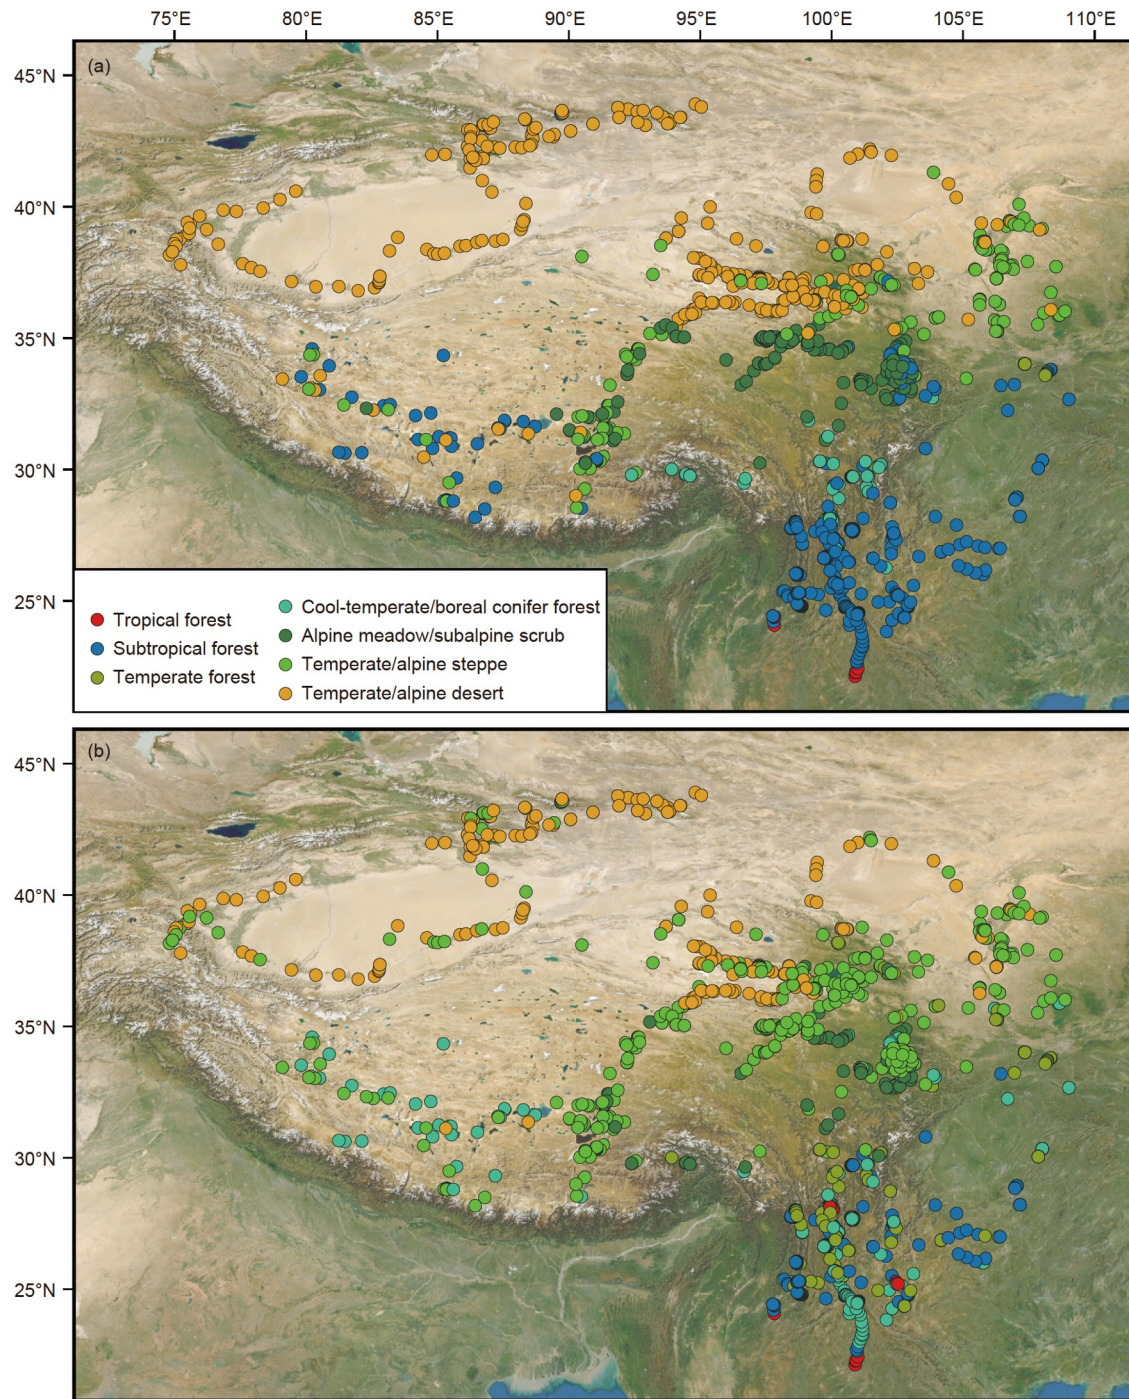 75°E 80°E 85°E 90°E 95°E 100°E 105°E 110°E
(a)
45°N
40°N
35°N
30°N
25°N
Tropical forest
Subtropical forest
Temperate forest
Cool-temperate/boreal conifer forest
Alpine meadow/subalpine scrub
Temperate/alpine steppe
Temperate/alpine desert
(b)
45°N
40°N
35°N
30°N
25°N